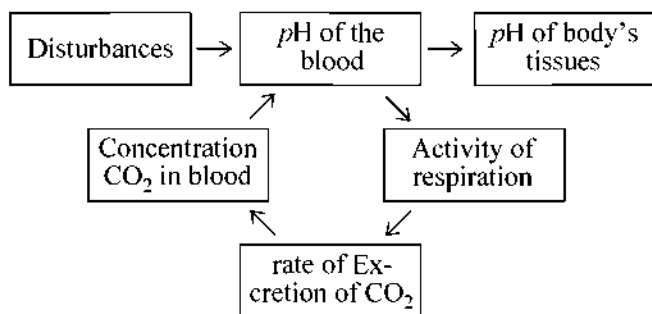 Disturbances
pH of the
blood
pH of body's
tissues
Concentration
CO₂ in blood
Activity of
respiration
rate of Ex-
cretion of CO₂